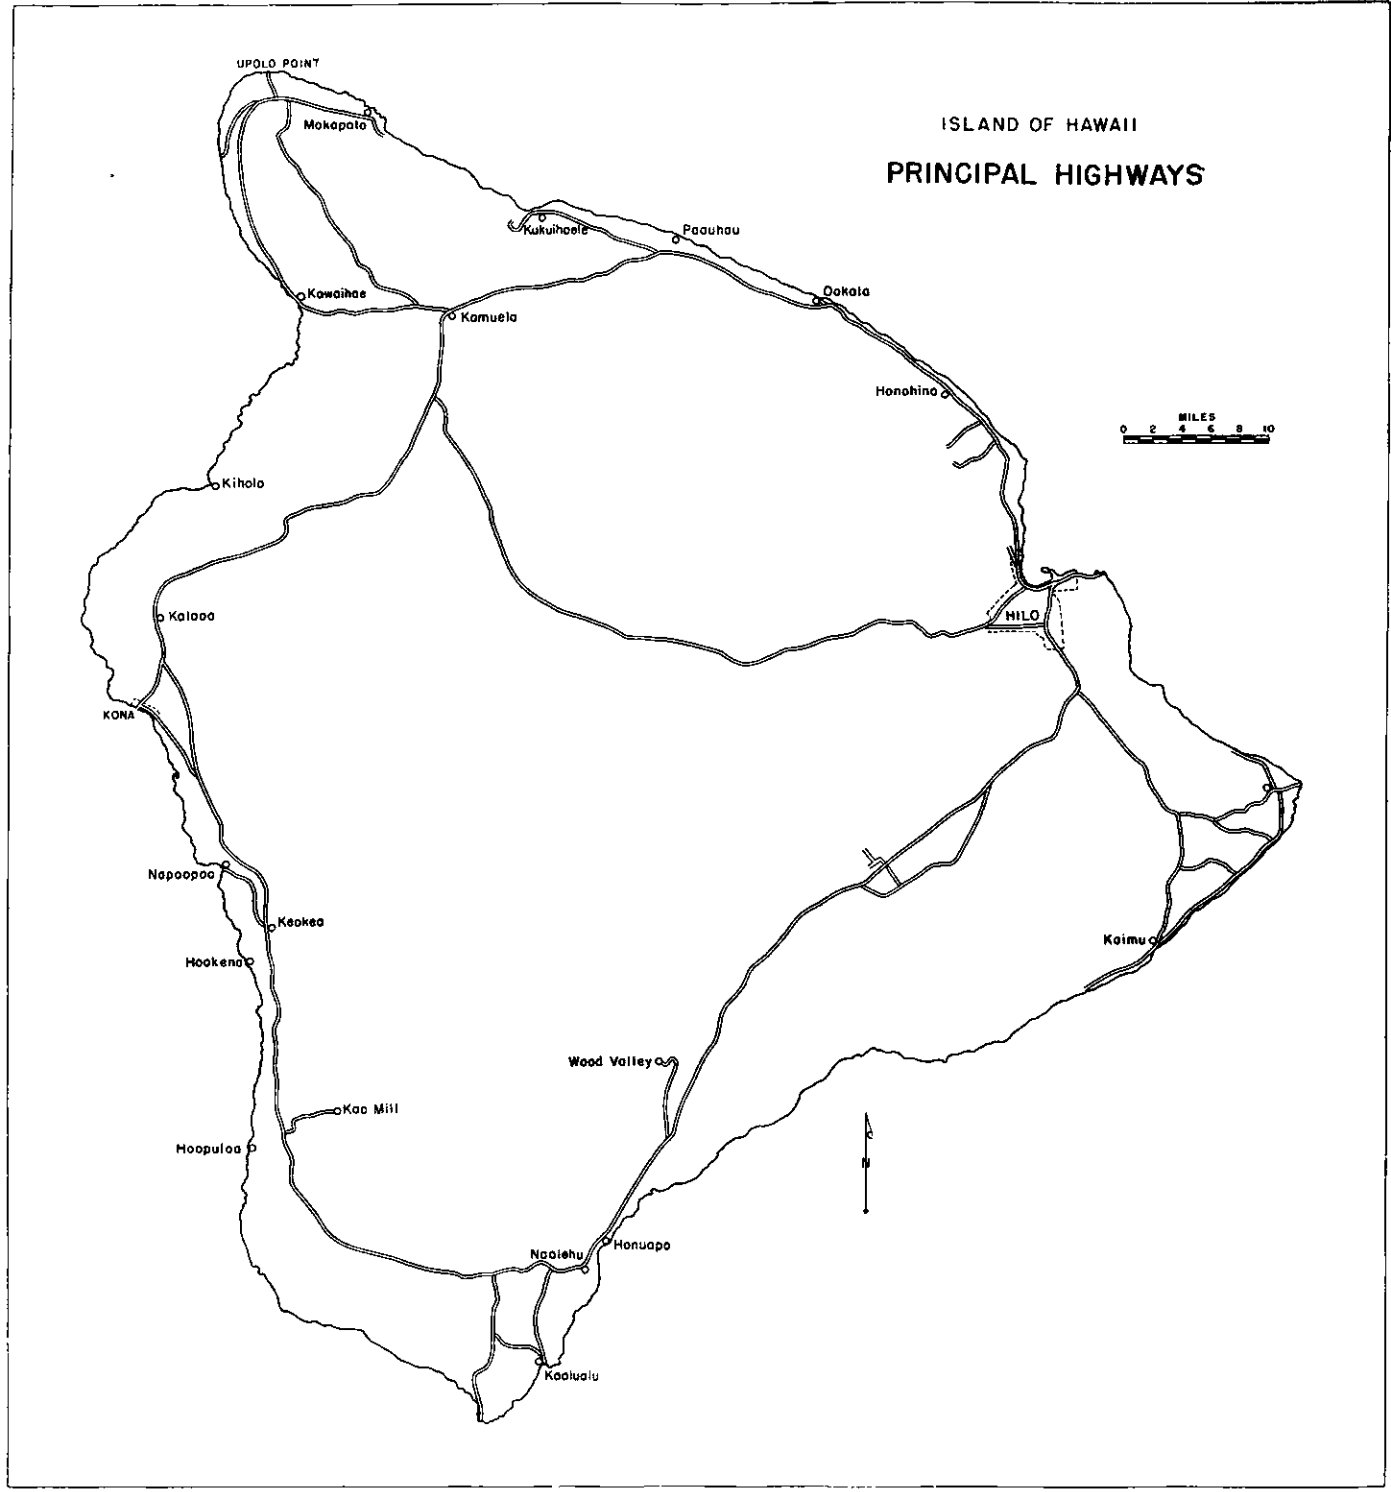 UPOLO POINT
ISLAND OF HAWAII
Makapala
PRINCIPAL HIGHWAYS
Kukuihaele
Paauhau
Kawaihae
Ookala
Kamuela
Honohina
MILES
0 2 4 6 8 10
Kiholo
Kalaoa
HILO
KONA
Napoopoo
Keokea
Kaimu
Hookena
Wood Valley
Kao Mill
Hoopuloa
N
Honuapo
Naalehu
Kaalualu